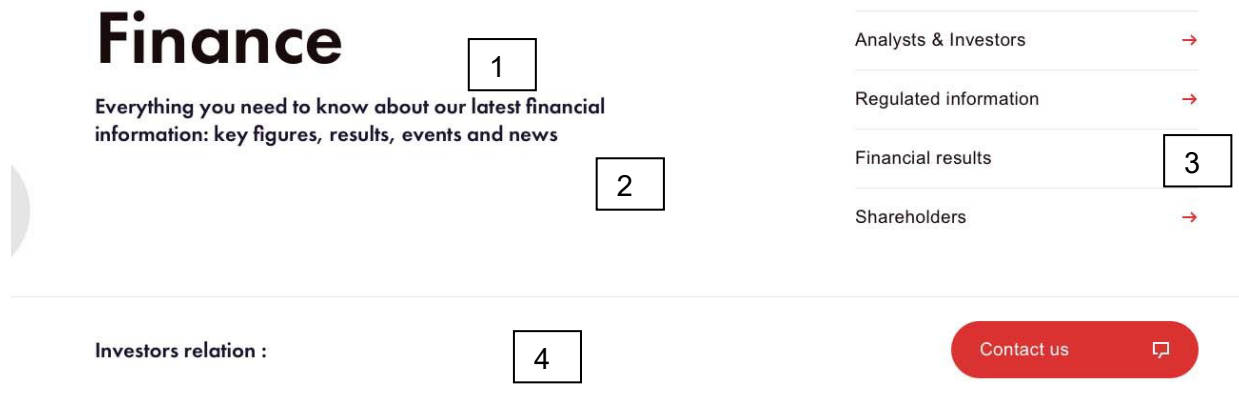 Finance
1
Everything you need to know about our latest financial
information: key figures, results, events and news
2
Analysts & Investors
Regulated information
Financial results
3
Shareholders
Investors relation :
4
Contact us